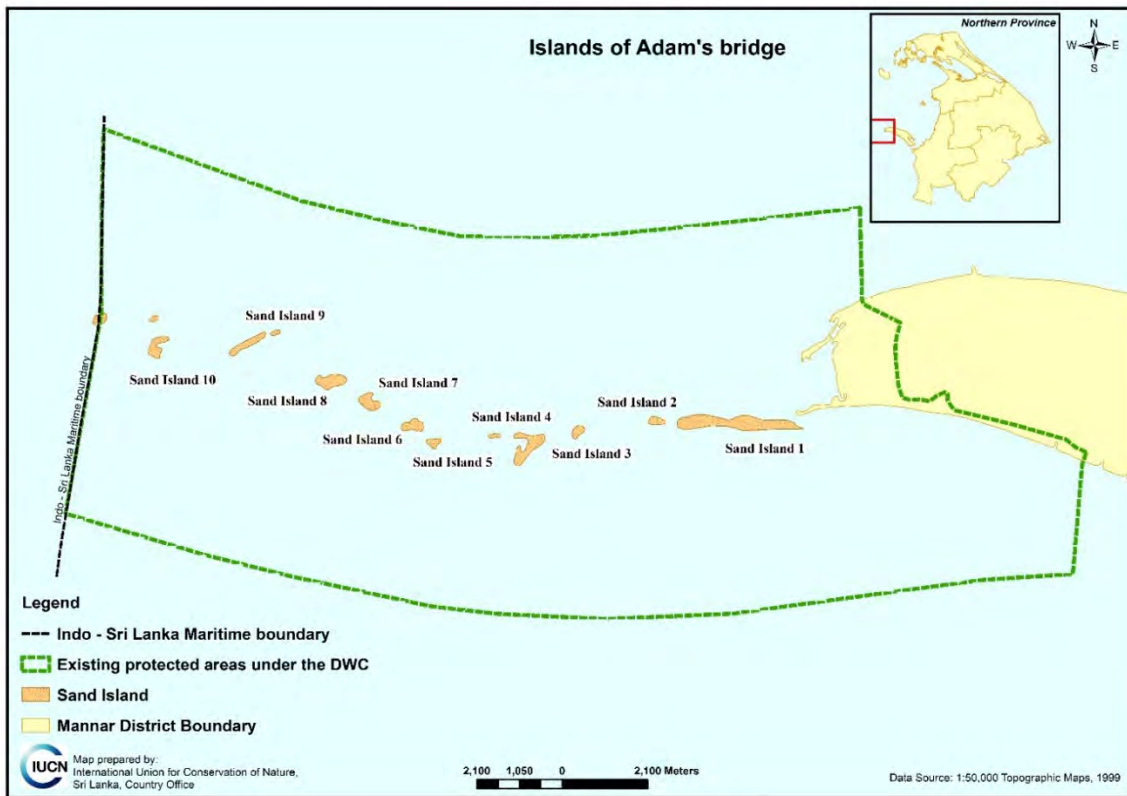 Islands of Adam's bridge
Northern Province
N
W E
S
Sand Island 9
Sand Island 10
Sand Island 7
Sand Island 8
Sand Island 2
Sand Island 4
Sand Island 6
Sand Island 3
Sand Island 1
Sand Island 5
Indo - Sri Lanka Maritime boundary
Legend
Indo - Sri Lanka Maritime boundary
Existing protected areas under the DWC
Sand Island
Mannar District Boundary
IUCN
Map prepared by:
International Union for Conservation of Nature,
Sri Lanka, Country Office
2,100 1,050 0 2,100 Meters
Data Source: 1:50,000 Topographic Maps, 1999